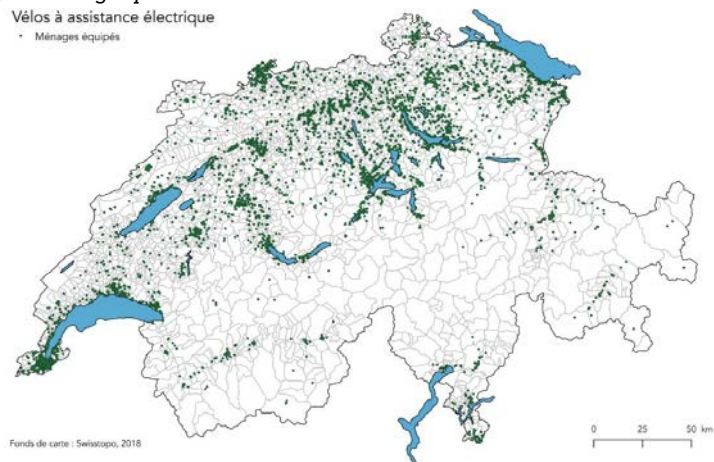 Vélos à assistance électrique
Ménages équipés
Fonds de carte : Swisstopo, 2018
0 25 50 km